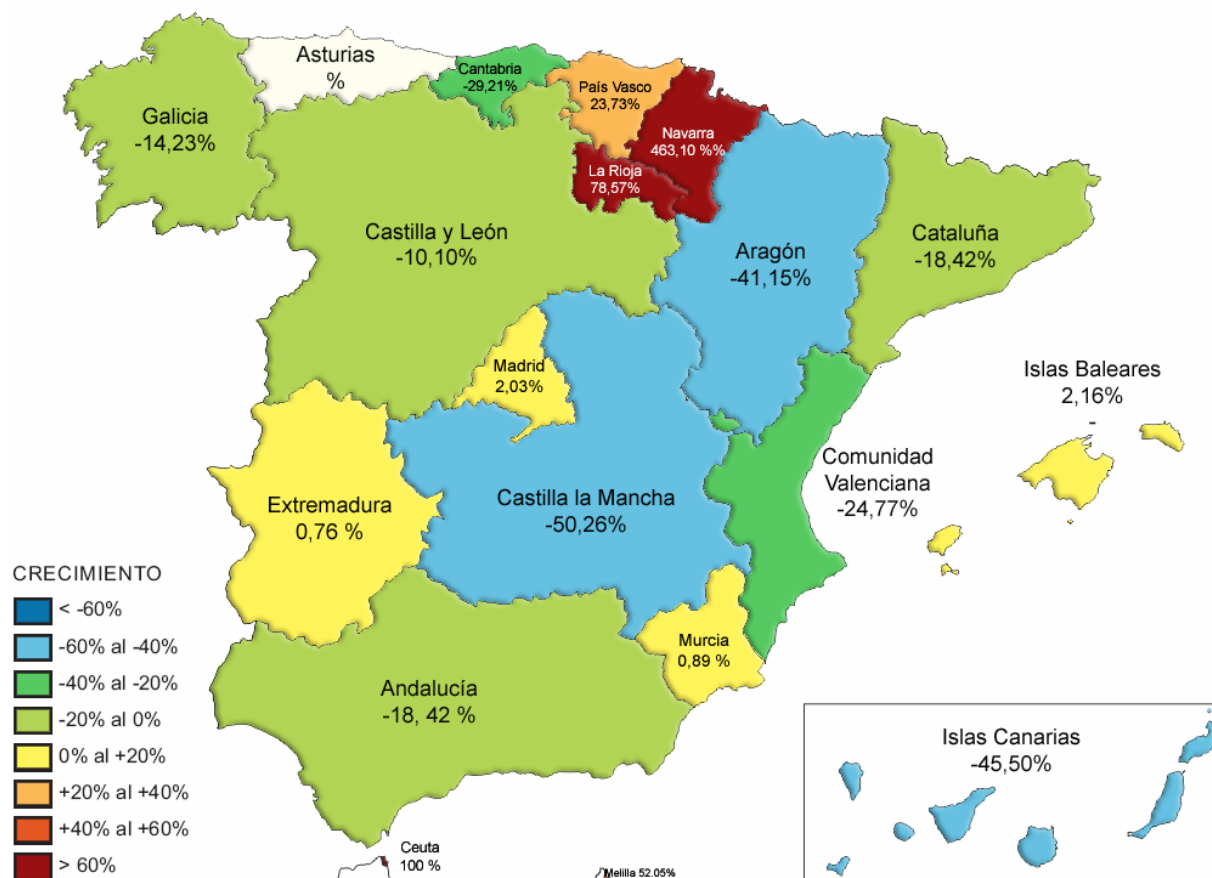 Asturias
%
Cantabria
-29,21%
País Vasco
23,73%
Navarra
463,10 %%
Galicia
-14,23%
La Rioja
78,57%
Castilla y León
-10,10%
Aragón
-41,15%
Cataluña
-18,42%
Madrid
2,03%
Islas Baleares
2,16%
-
Comunidad
Valenciana
-24,77%
Extremadura
0,76 %
Castilla la Mancha
-50,26%
Murcia
0,89 %
Andalucía
-18, 42 %
Islas Canarias
-45,50%
Ceuta
100 %
Melilla 52.05%
CRECIMIENTO
< -60%
-60% al -40%
-40% al -20%
-20% al 0%
0% al +20%
+20% al +40%
+40% al +60%
> 60%